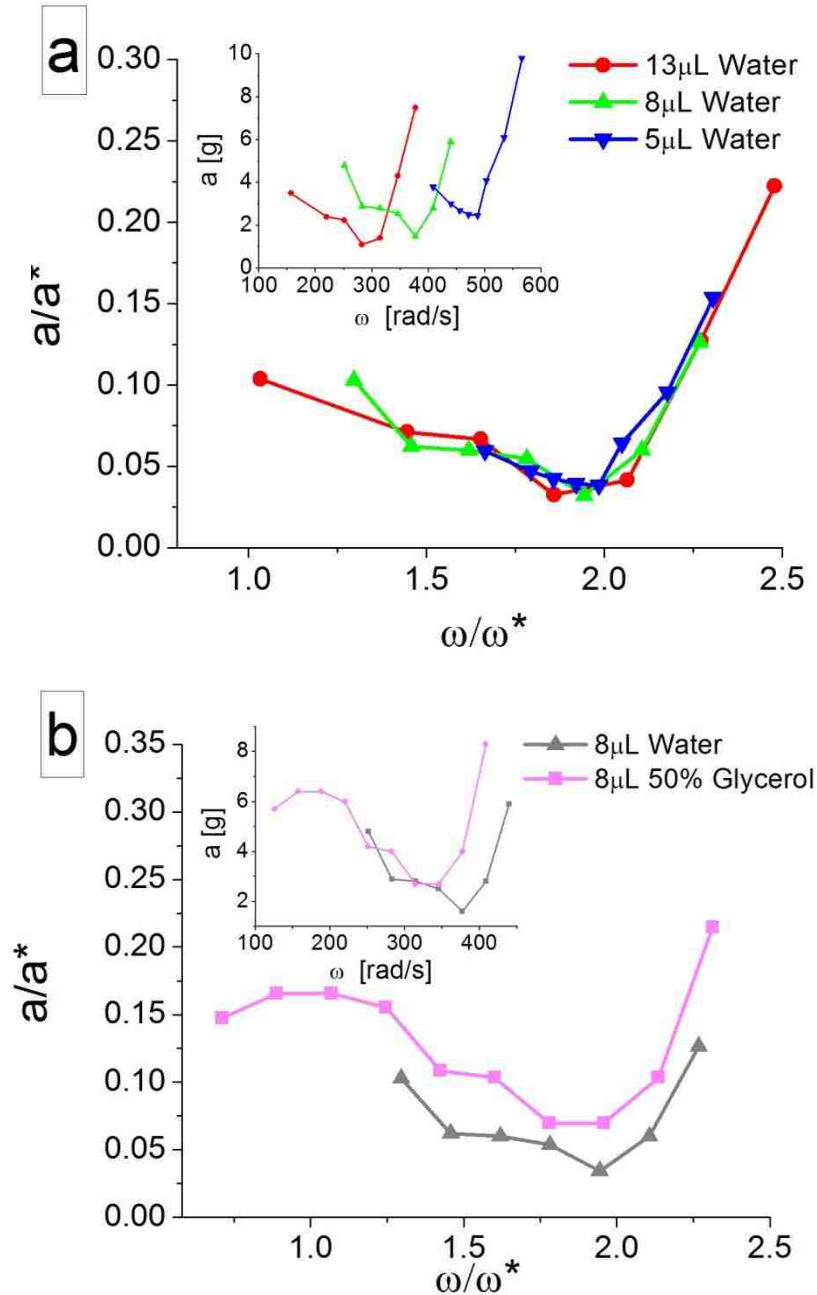 a
0.30
0.25
0.20
0.15
0.10
0.05
0.00
a/a*
1.0
1.5
2.0
2.5
ω/ω*
13μL Water
8μL Water
5μL Water
10
8
6
4
2
0
a [g]
100 200 300 400 500 600
ω [rad/s]
b
0.35
0.30
0.25
0.20
0.15
0.10
0.05
0.00
a/a*
1.0
1.5
2.0
2.5
ω/ω*
8μL Water
8μL 50% Glycerol
8
6
4
2
a [g]
100 200 300 400
ω [rad/s]